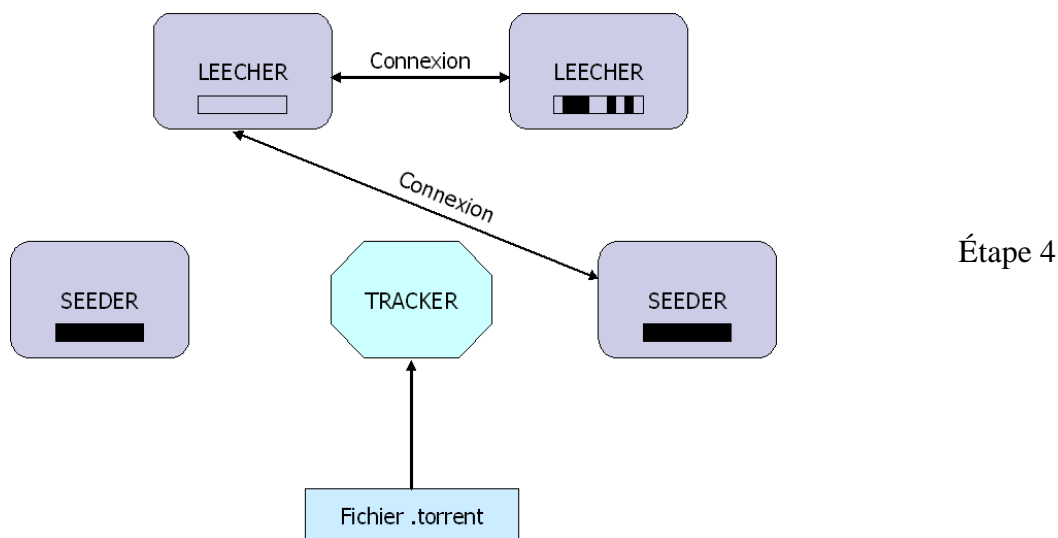 LEECHER
Connexion
LEECHER
Connexion
SEEDER
TRACKER
SEEDER
Étape 4
Fichier .torrent